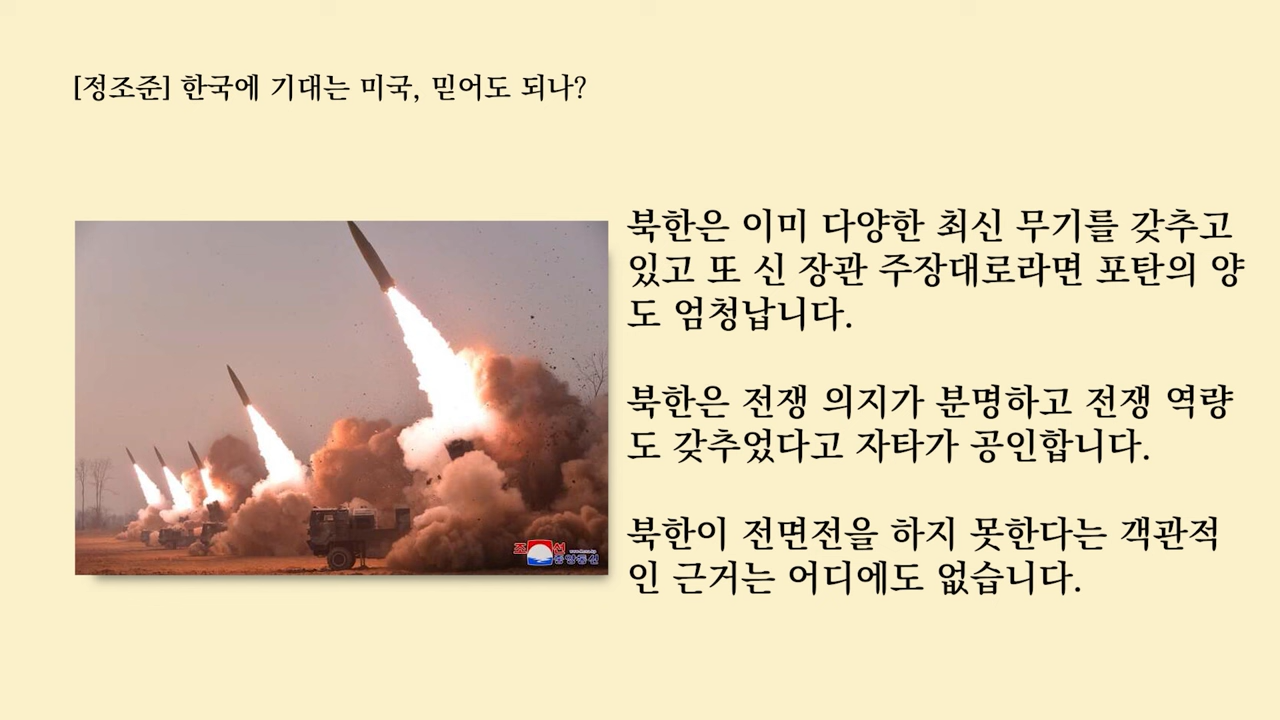 [정조준] 한국에 기대는 미국, 믿어도 되나?
북한은 이미 다양한 최신 무기를 갖추고
있고 또 신 장관 주장대로라면 포탄의 양
도 엄청납니다.
북한은 전쟁 의지가 분명하고 전쟁 역량
도 갖추었다고 자타가 공인합니다.
북한이 전면전을 하지 못한다는 객관적
인 근거는 어디에도 없습니다.
조선
중앙통신